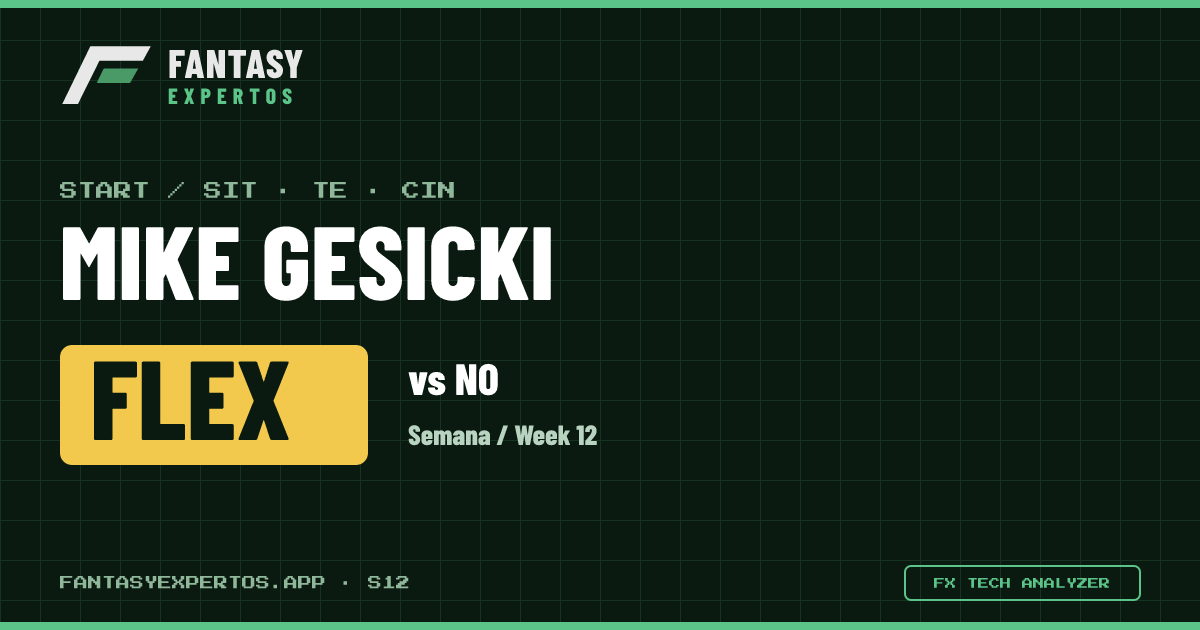 FANTASY
EXPERTOS
START / SIT · TE · CIN
MIKE GESICKI
FLEX
vs NO
Semana / Week 12
FANTASYEXPERTOS.APP · S12
FX TECH ANALYZER